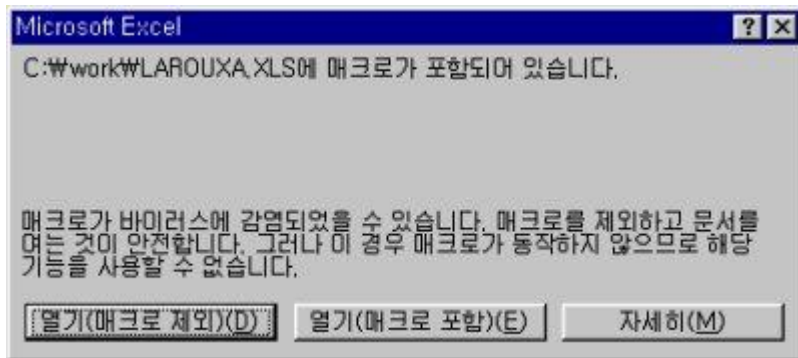 Microsoft Excel
C:₩work₩LAROUXA.XLS에 매크로가 포함되어 있습니다.
매크로가 바이러스에 감염되었을 수 있습니다. 매크로를 제외하고 문서를
여는 것이 안전합니다. 그러나 이 경우 매크로가 동작하지 않으므로 해당
기능을 사용할 수 없습니다.
열기(매크로 제외)(D) 열기(매크로 포함)(E) 자세히(M)